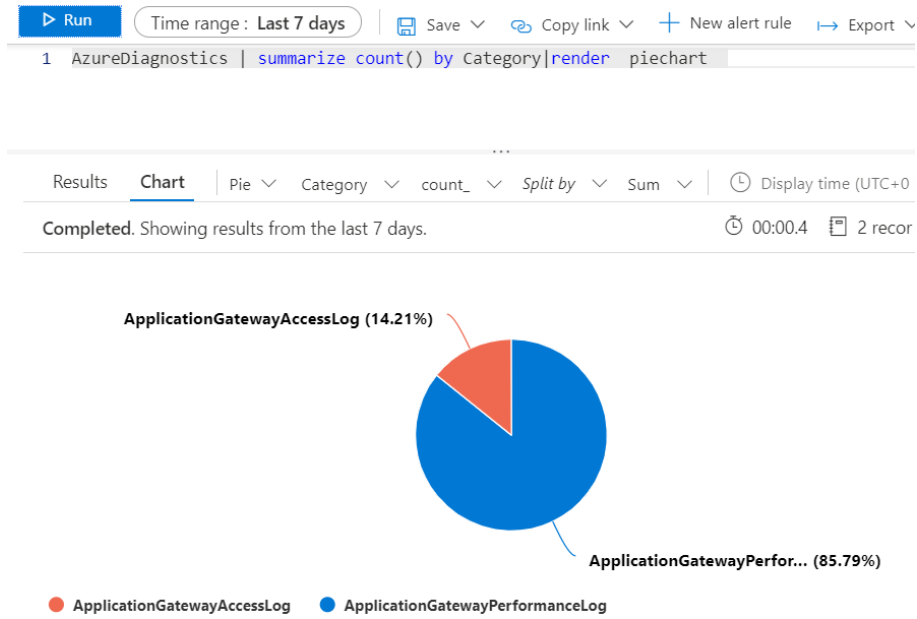 Run Time range : Last 7 days Save Copy link New alert rule Export
1 AzureDiagnostics | summarize count() by Category|render piechart
...
Results Chart Pie Category count_ Split by Sum Display time (UTC+0
Completed. Showing results from the last 7 days. 00:00.4 2 recor
ApplicationGatewayAccessLog (14.21%)
ApplicationGatewayPerfor... (85.79%)
ApplicationGatewayAccessLog ApplicationGatewayPerformanceLog